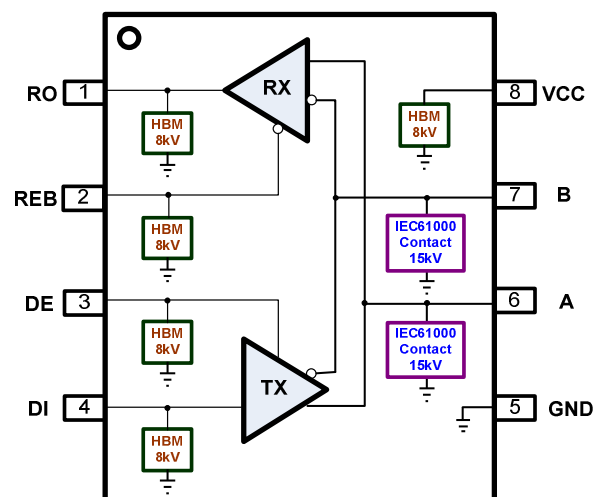 RO 1
RX
8 VCC
HBM
8kV
HBM
8kV
REB 2
7 B
HBM
8kV
IEC61000
Contact
15kV
DE 3
6 A
HBM
8kV
IEC61000
Contact
15kV
TX
DI 4
5 GND
HBM
8kV